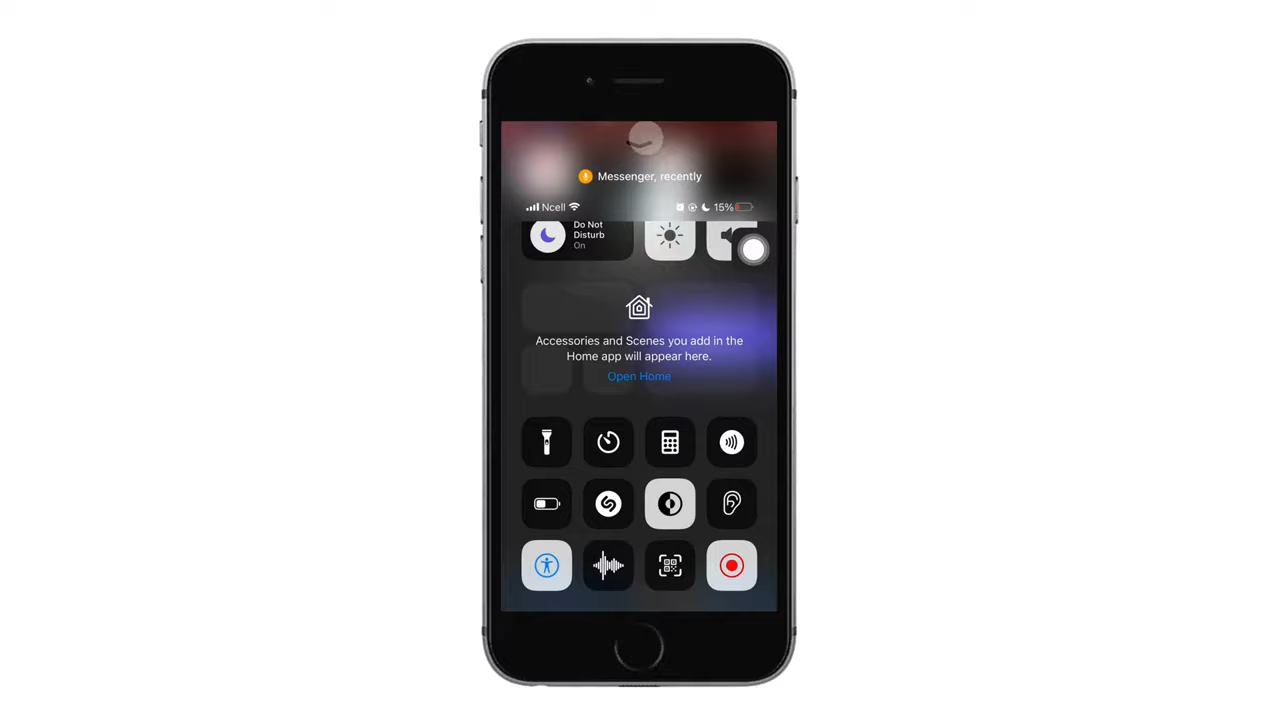 Messenger, recently
Ncell 15%
Do Not
Disturb
On
Accessories and Scenes you add in the
Home app will appear here.
Open Home